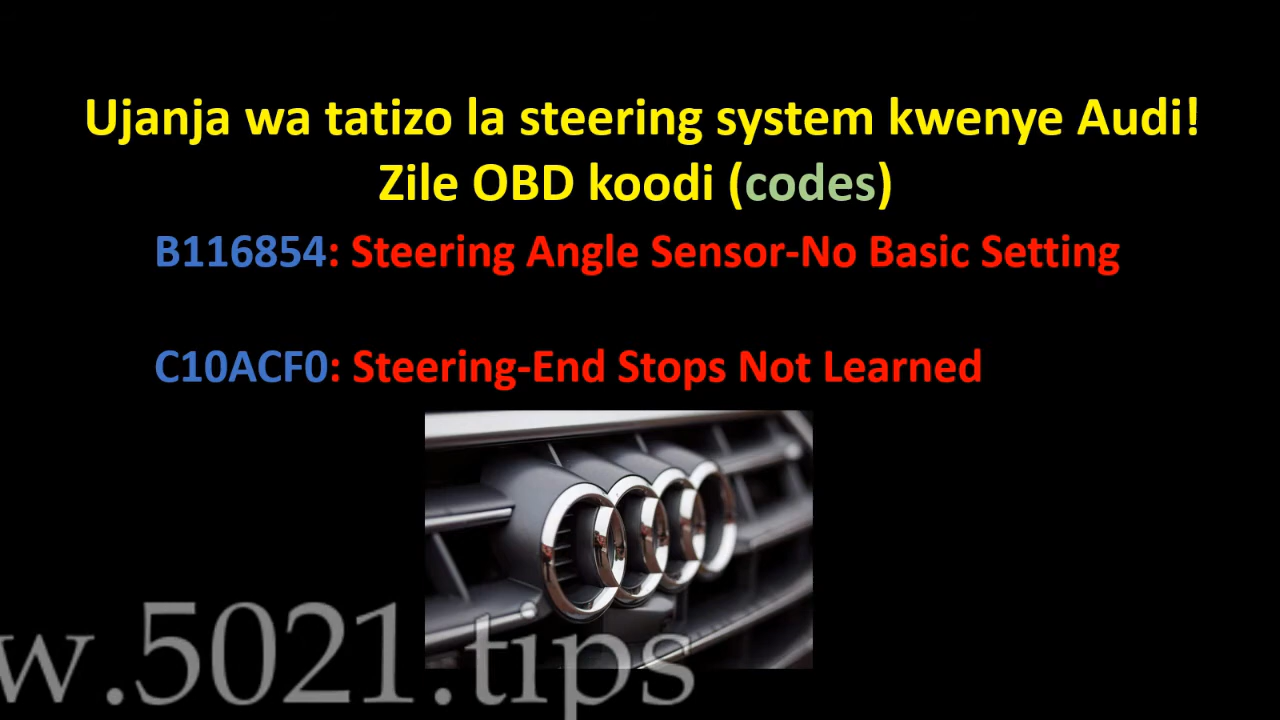 Ujanja wa tatizo la steering system kwenye Audi!
Zile OBD koodi (codes)
B116854: Steering Angle Sensor-No Basic Setting
C10ACF0: Steering-End Stops Not Learned
w.5021.tips